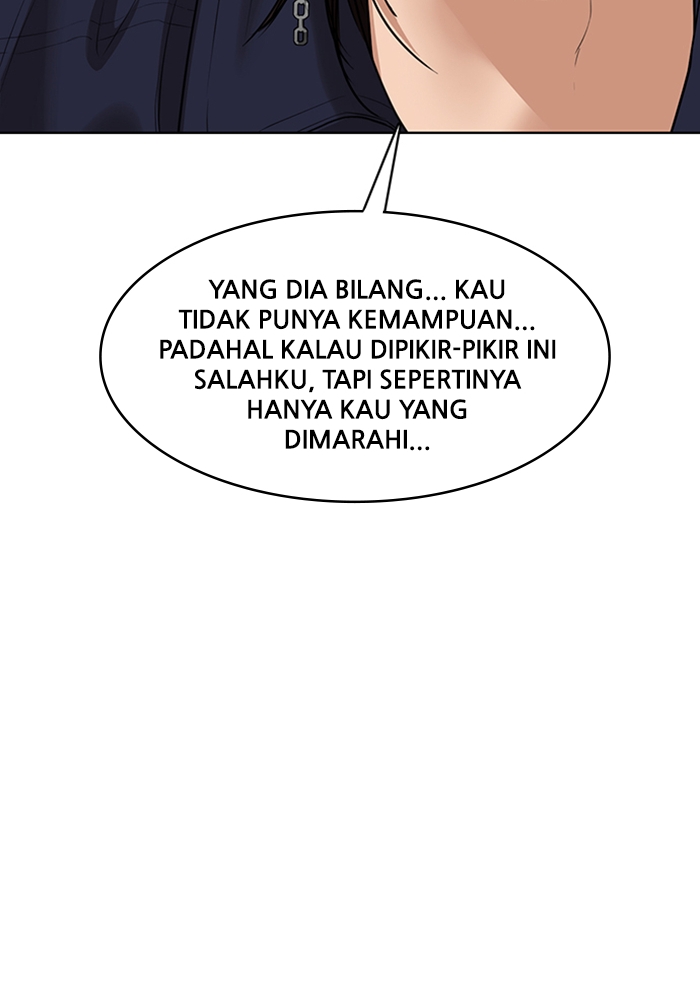 YANG DIA BILANG... KAU
TIDAK PUNYA KEMAMPUAN...
PADAHAL KALAU DIPIKIR-PIKIR INI
SALAHKU, TAPI SEPERTINYA
HANYA KAU YANG
DIMARAHI...